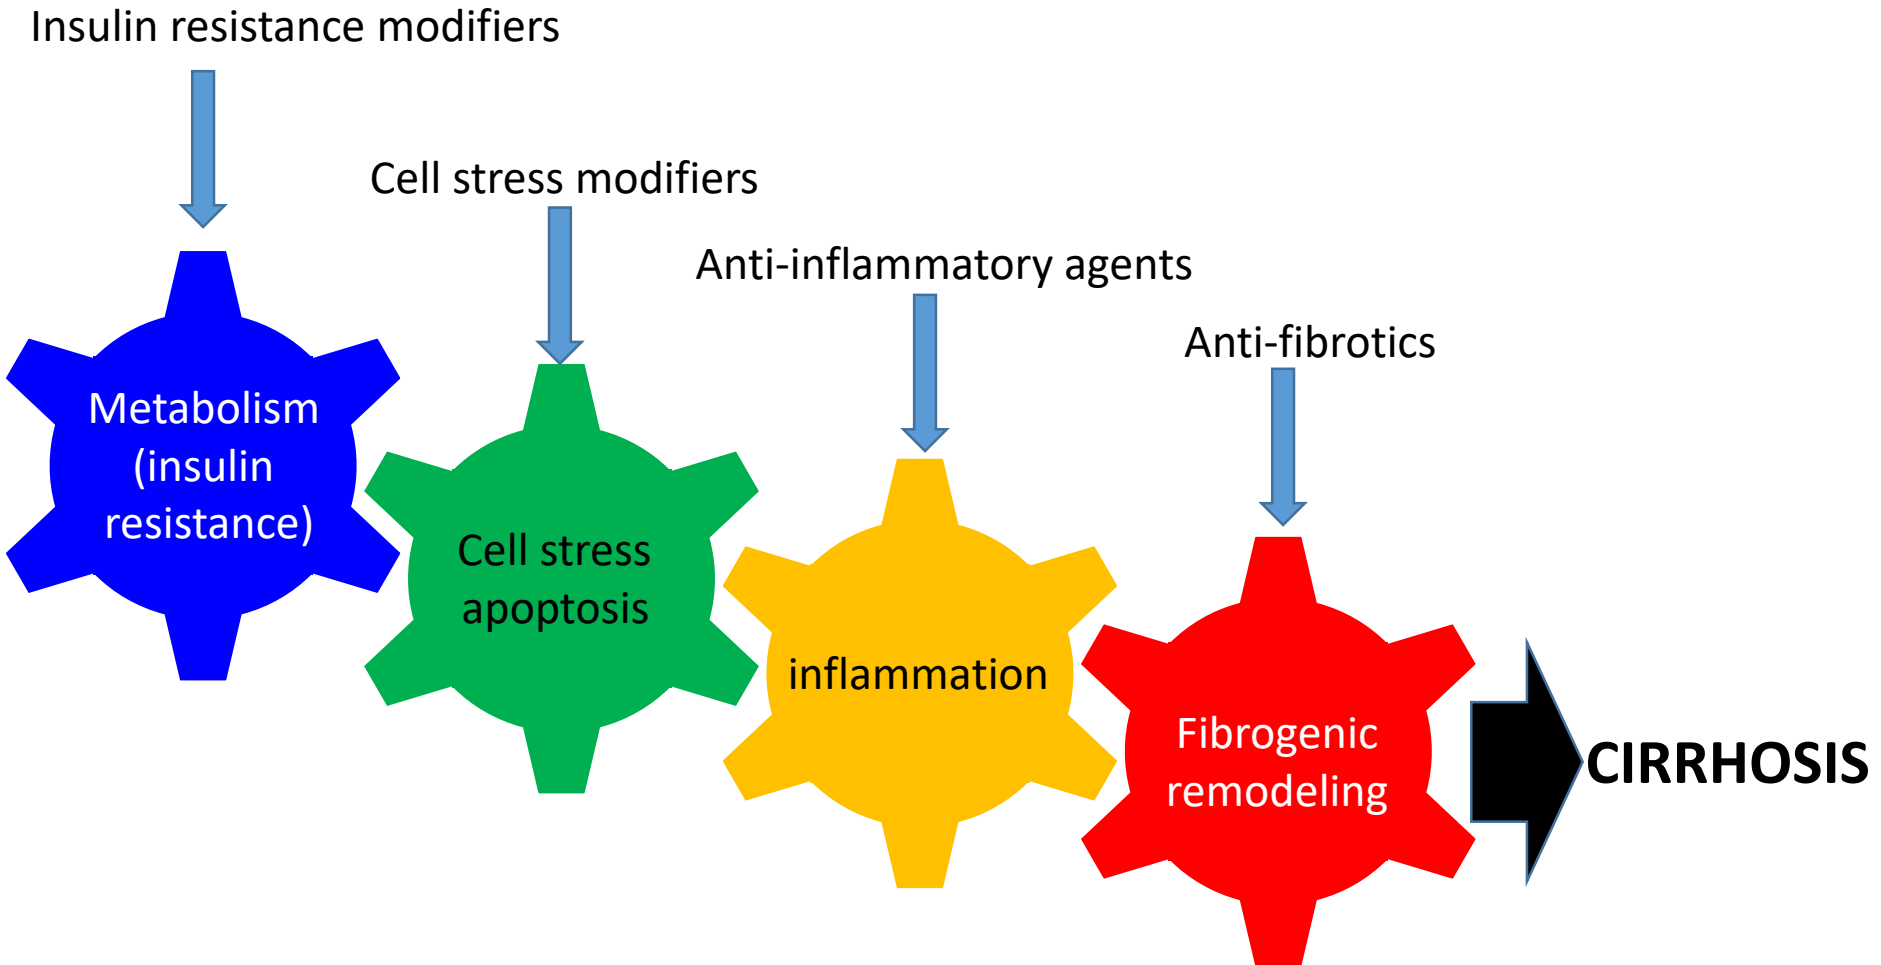 Insulin resistance modifiers
Cell stress modifiers
Anti-inflammatory agents
Anti-fibrotics
Metabolism
(insulin
resistance)
Cell stress
apoptosis
inflammation
Fibrogenic
remodeling
CIRRHOSIS